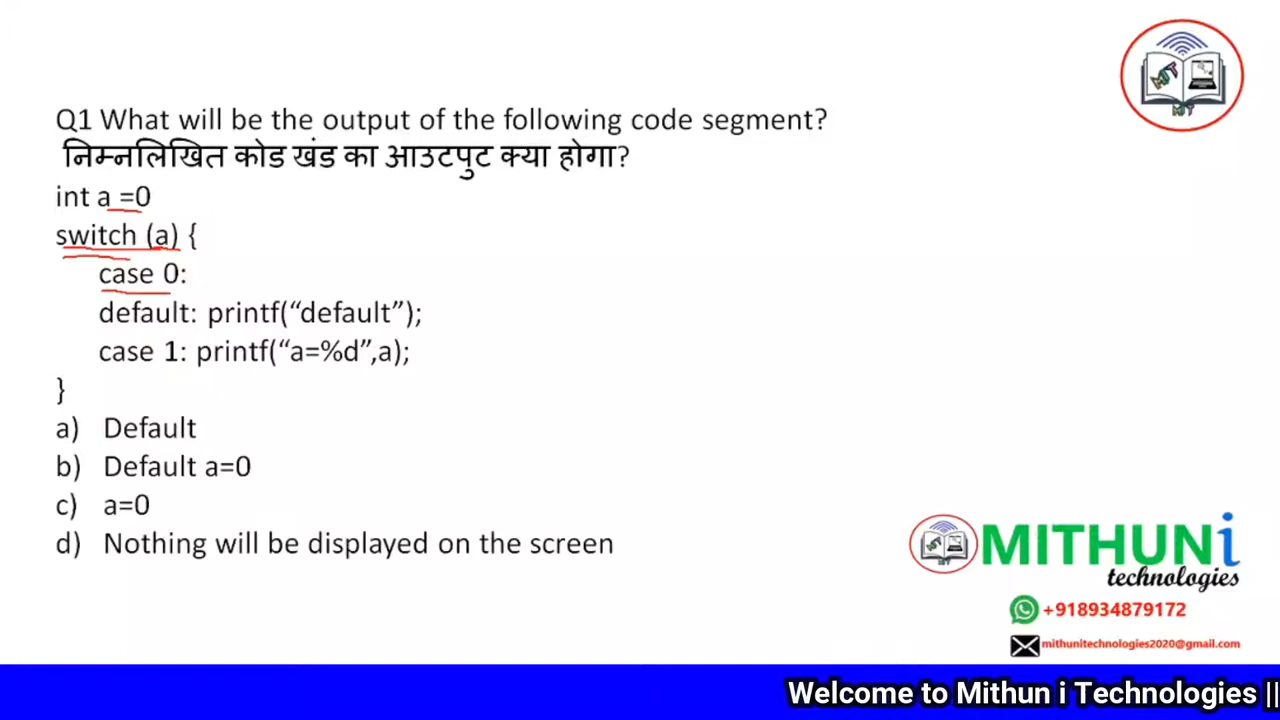 Q1 What will be the output of the following code segment?
निम्नलिखित कोड खंड का आउटपुट क्या होगा?
int a =0
switch (a) {
case 0:
default: printf(“default”);
case 1: printf(“a=%d”,a);
}
a) Default
b) Default a=0
c) a=0
d) Nothing will be displayed on the screen
MITHUNi
technologies
+918934879172
mithunitechnologies2020@gmail.com
Welcome to Mithun i Technologies ||